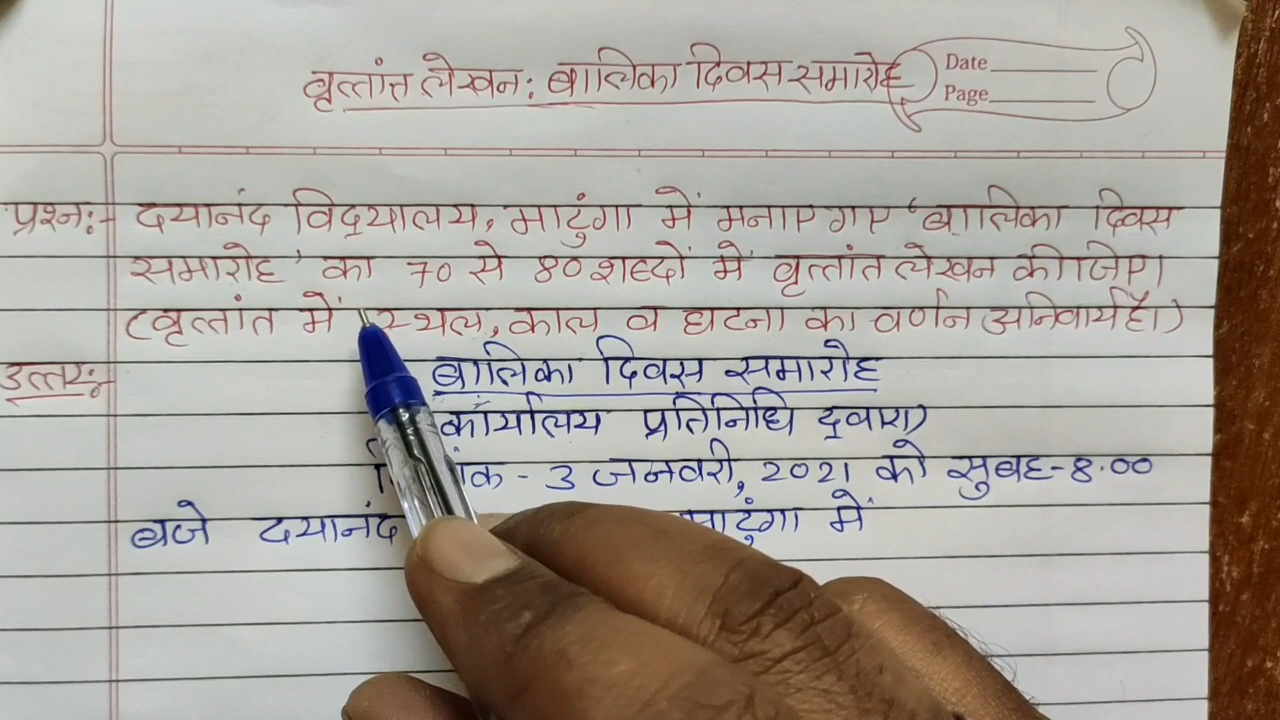 वृत्तांत लेखन: बालिका दिवस समारोह
Date
Page
प्रश्न:- दयानंद विद्यालय, माटुंगा में मनाए गए 'बालिका दिवस
समारोह' का 70 से 80 शब्दों में वृत्तांत लेखन कीजिए।
(वृत्तांत में स्थल, काल व घटना का वर्णन अनिवार्य है।)
उत्तर:-
बालिका दिवस समारोह
कार्यालय प्रतिनिधि द्वारा)
- 3 जनवरी, 2021 को सुबह-8.00
बजे दयानंद माटुंगा में